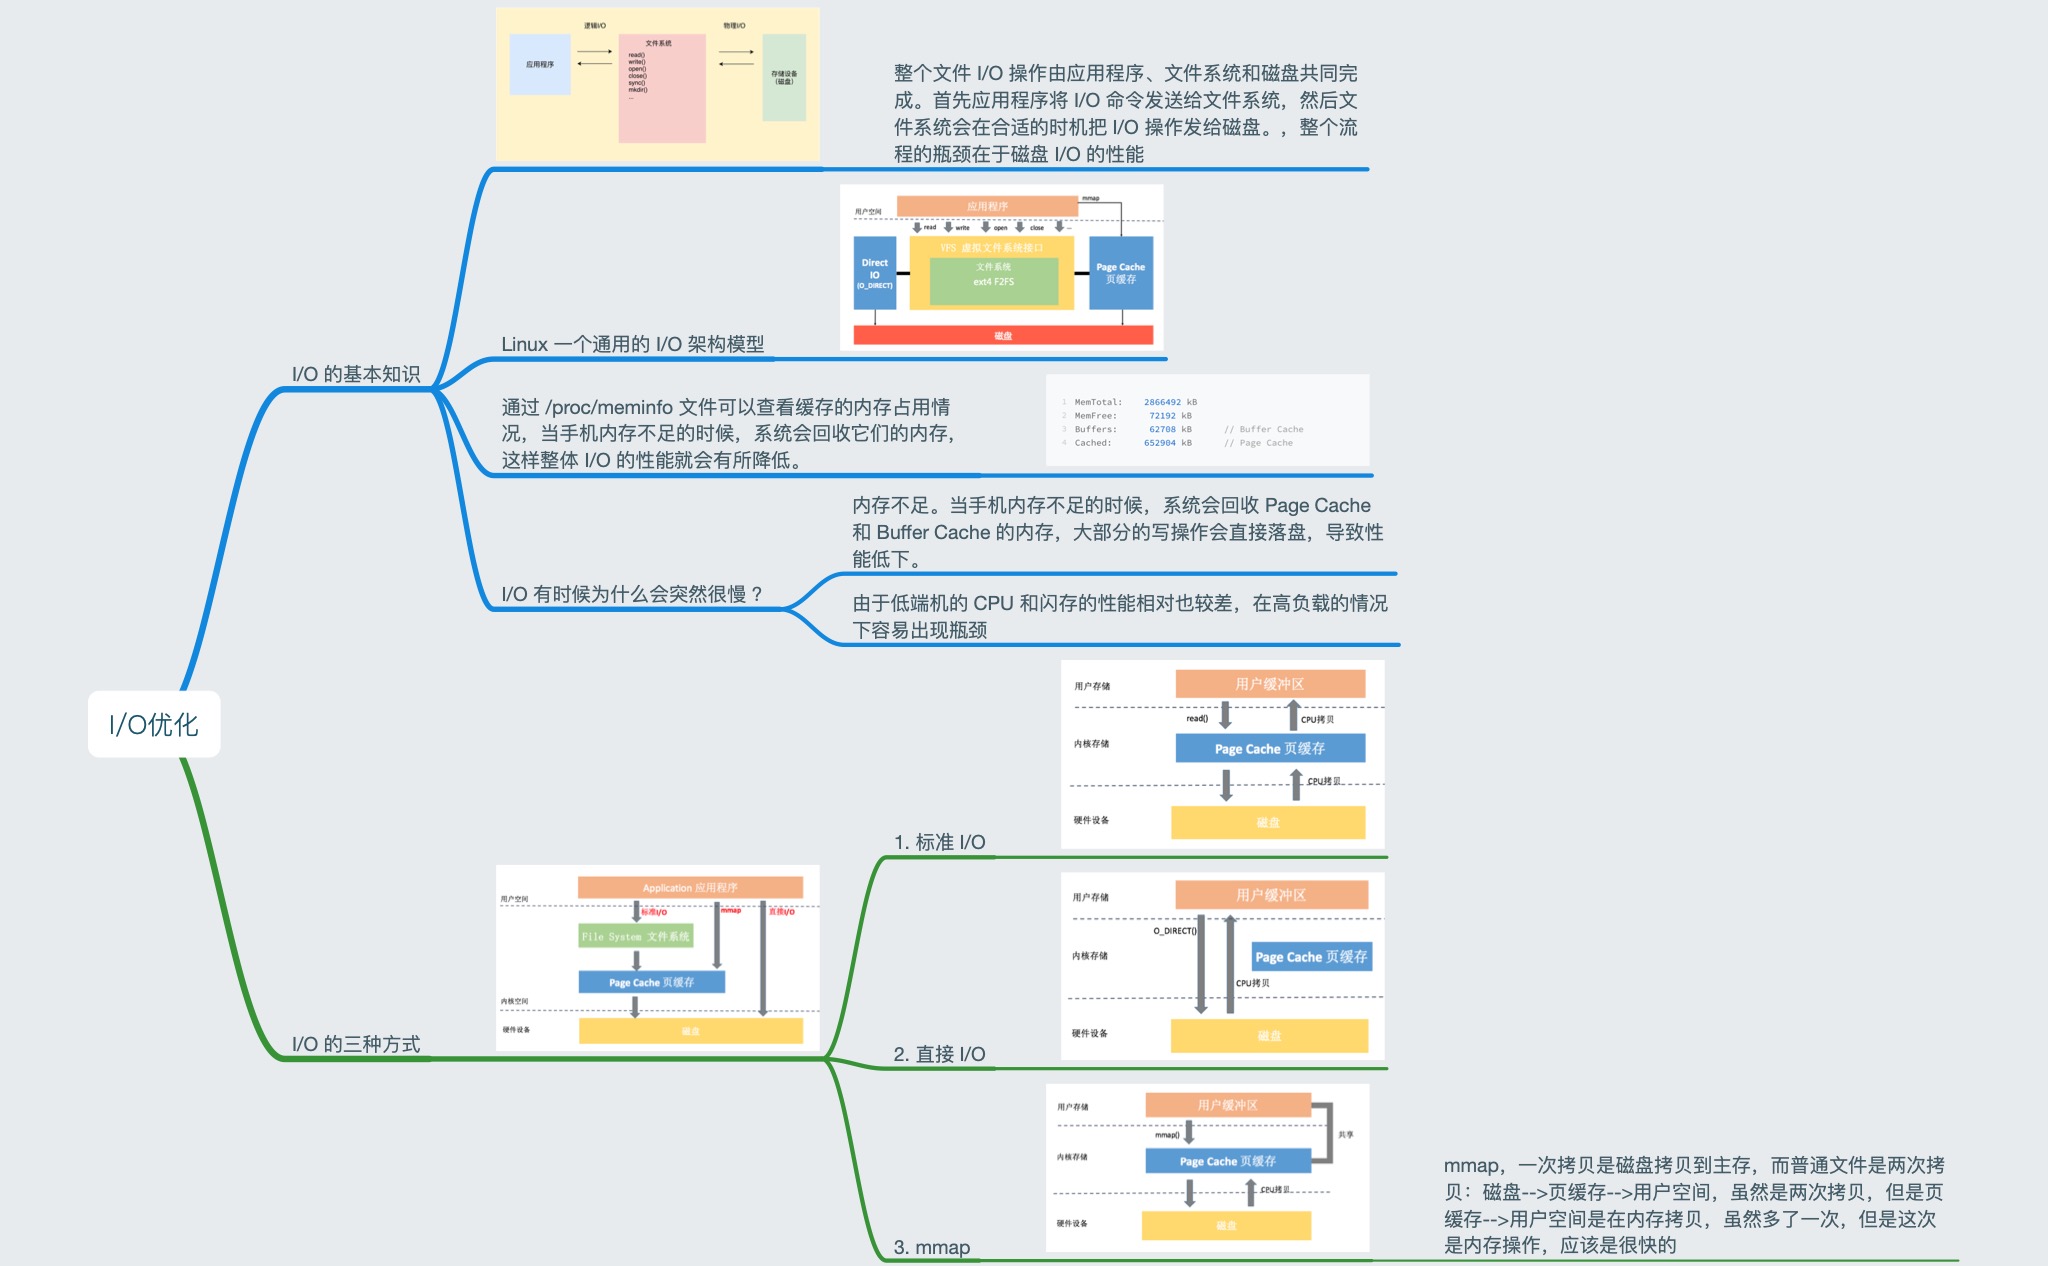 逻辑I/O
物理I/O
应用程序
文件系统
read()
write()
open()
close()
sync()
mkdir()
...
存储设备
（磁盘）
整个文件 I/O 操作由应用程序、文件系统和磁盘共同完
成。首先应用程序将 I/O 命令发送给文件系统，然后文
件系统会在合适的时机把 I/O 操作发给磁盘。，整个流
程的瓶颈在于磁盘 I/O 的性能
应用程序
mmap
用户空间
read
write
open
close
...
VFS 虚拟文件系统接口
文件系统
ext4 F2FS
Direct
IO
(O_DIRECT)
Page Cache
页缓存
磁盘
Linux 一个通用的 I/O 架构模型
I/O 的基本知识
通过 /proc/meminfo 文件可以查看缓存的内存占用情
况，当手机内存不足的时候，系统会回收它们的内存，
这样整体 I/O 的性能就会有所降低。
1 MemTotal: 2866492 kB
2 MemFree: 72192 kB
3 Buffers: 62708 kB // Buffer Cache
4 Cached: 652904 kB // Page Cache
I/O 有时候为什么会突然很慢？
内存不足。当手机内存不足的时候，系统会回收 Page Cache
和 Buffer Cache 的内存，大部分的写操作会直接落盘，导致性
能低下。
由于低端机的 CPU 和闪存的性能相对也较差，在高负载的情况
下容易出现瓶颈
I/O优化
I/O 的三种方式
Application 应用程序
用户空间
标准I/O
mmap
直接I/O
File System 文件系统
Page Cache 页缓存
内核空间
硬件设备
磁盘
1. 标准 I/O
用户存储
用户缓冲区
read()
CPU拷贝
内核存储
Page Cache 页缓存
CPU拷贝
硬件设备
磁盘
2. 直接 I/O
用户存储
用户缓冲区
O_DIRECT()
内核存储
Page Cache 页缓存
CPU拷贝
硬件设备
磁盘
3. mmap
用户存储
用户缓冲区
mmap()
共享
内核存储
Page Cache 页缓存
CPU拷贝
硬件设备
磁盘
mmap，一次拷贝是磁盘拷贝到主存，而普通文件是两次拷
贝：磁盘-->页缓存-->用户空间，虽然是两次拷贝，但是页
缓存-->用户空间是在内存拷贝，虽然多了一次，但是这次
是内存操作，应该是很快的